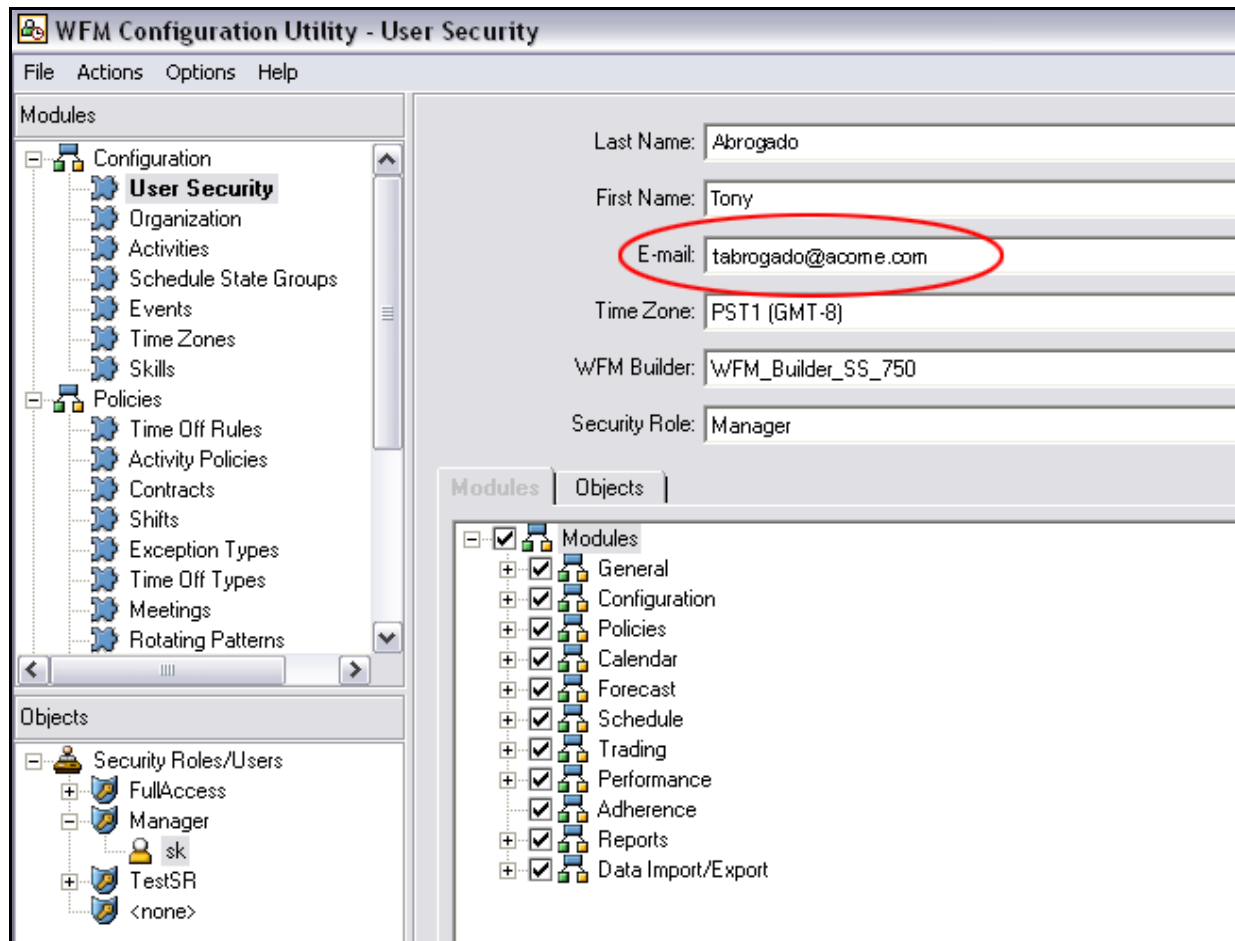 WFM Configuration Utility - User Security
File Actions Options Help
Modules
Configuration
User Security
Organization
Activities
Schedule State Groups
Events
Time Zones
Skills
Policies
Time Off Rules
Activity Policies
Contracts
Shifts
Exception Types
Time Off Types
Meetings
Rotating Patterns
Objects
Security Roles/Users
FullAccess
Manager
sk
TestSR
<none>
Last Name: Abrogado
First Name: Tony
E-mail: tabrogado@acome.com
Time Zone: PST1 (GMT-8)
WFM Builder: WFM_Builder_SS_750
Security Role: Manager
Modules Objects
Modules
General
Configuration
Policies
Calendar
Forecast
Schedule
Trading
Performance
Adherence
Reports
Data Import/Export